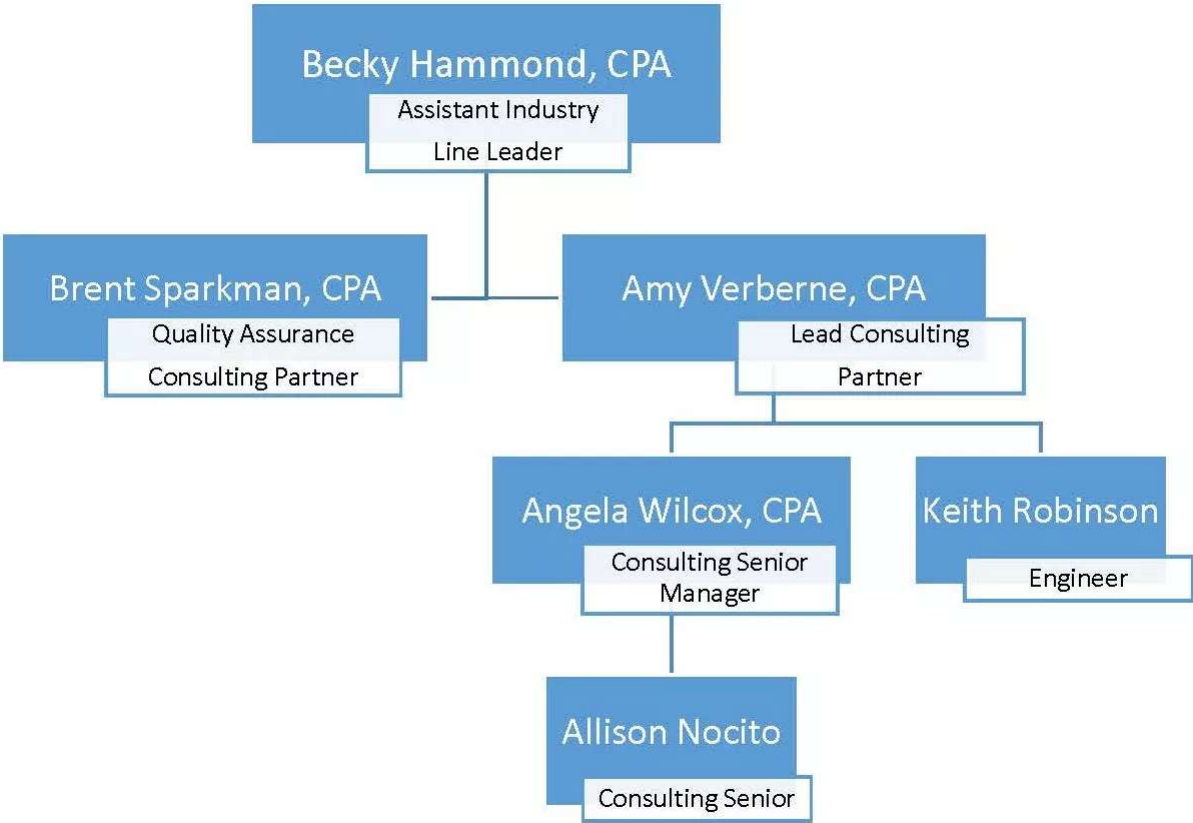 Becky Hammond, CPA
Assistant Industry
Line Leader
Brent Sparkman, CPA
Quality Assurance
Consulting Partner
Amy Verberne, CPA
Lead Consulting
Partner
Angela Wilcox, CPA
Consulting Senior
Manager
Keith Robinson
Engineer
Allison Nocito
Consulting Senior